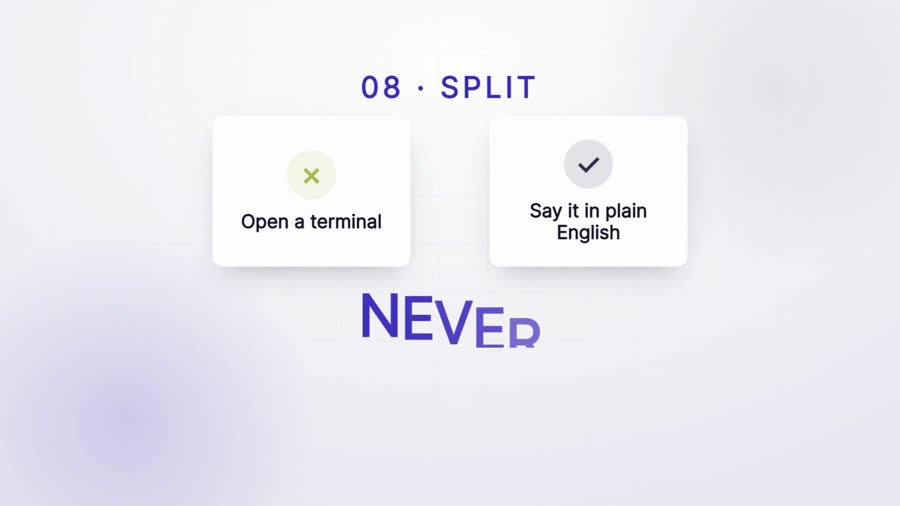 08 · SPLIT
Open a terminal
Say it in plain
English
NEVER